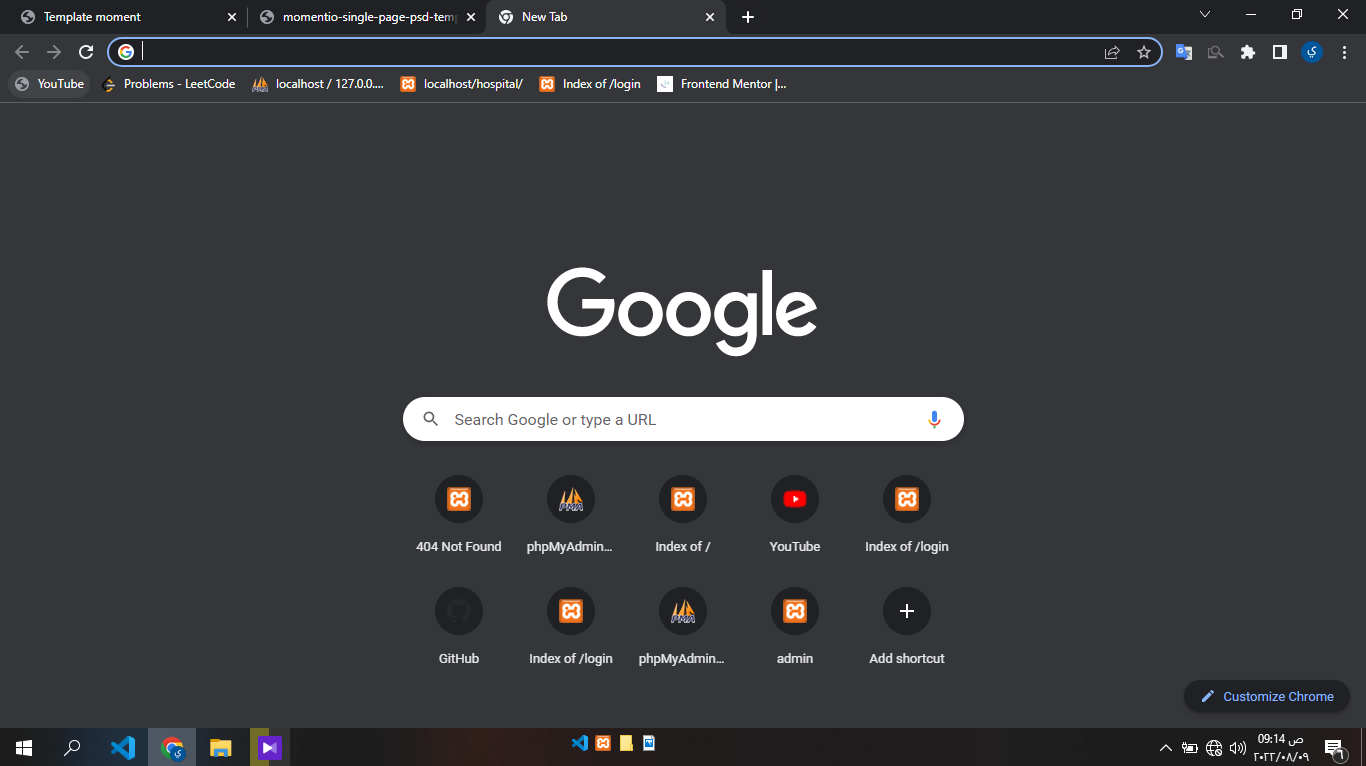 Template moment
momentio-single-page-psd-temp
New Tab
YouTube
Problems - LeetCode
localhost / 127.0.0....
localhost/hospital/
Index of /login
Frontend Mentor |...
Google
Search Google or type a URL
404 Not Found
phpMyAdmin...
Index of /
YouTube
Index of /login
GitHub
Index of /login
phpMyAdmin...
admin
Add shortcut
Customize Chrome
09:14 ص
٢٠٢٢/٠٨/٠٩
٦